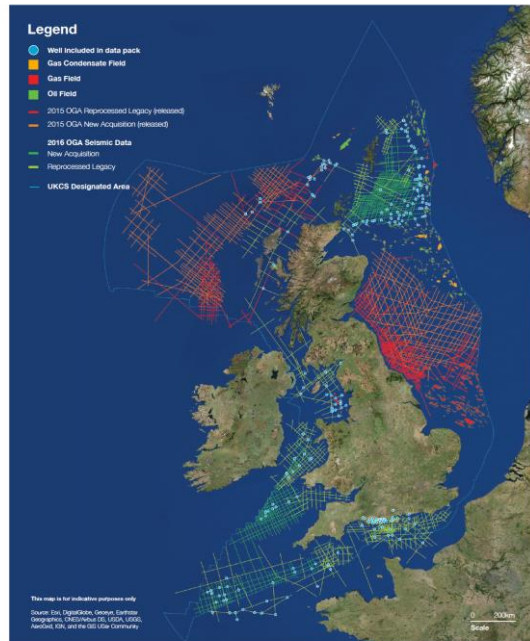 Legend
Well included in data pack
Gas Condensate Field
Gas Field
Oil Field
2015 OGA Reprocessed Legacy (released)
2015 OGA New Acquisition (released)
2016 OGA Seismic Data
New Acquisition
Reprocessed Legacy
UKCS Designated Area
This map is for indicative purposes only
Source: Esri, DigitalGlobe, Geoeye, Earthstar
Geographics, CNES/Airbus DS, USDA, USGS,
AeroGrid, IGN, and the GIS User Community
0 200km
Scale